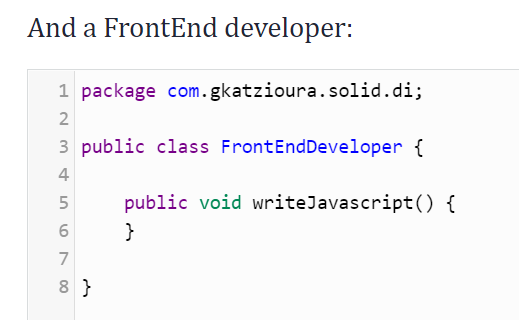 And a FrontEnd developer:
1 package com.gkatzioura.solid.di;
2
3 public class FrontEndDeveloper {
4
5     public void writeJavascript() {
6     }
7
8 }